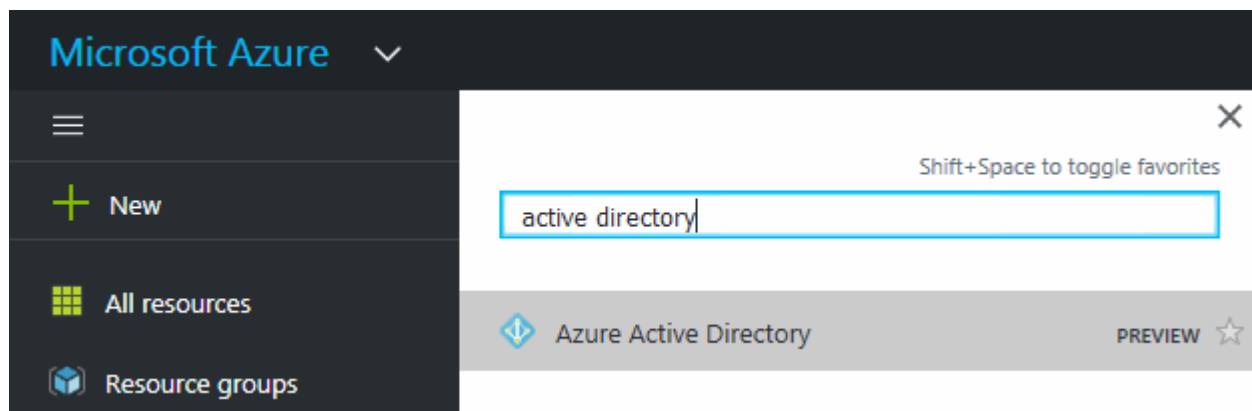 Microsoft Azure
Shift+Space to toggle favorites
New
active directory
All resources
Azure Active Directory PREVIEW
Resource groups